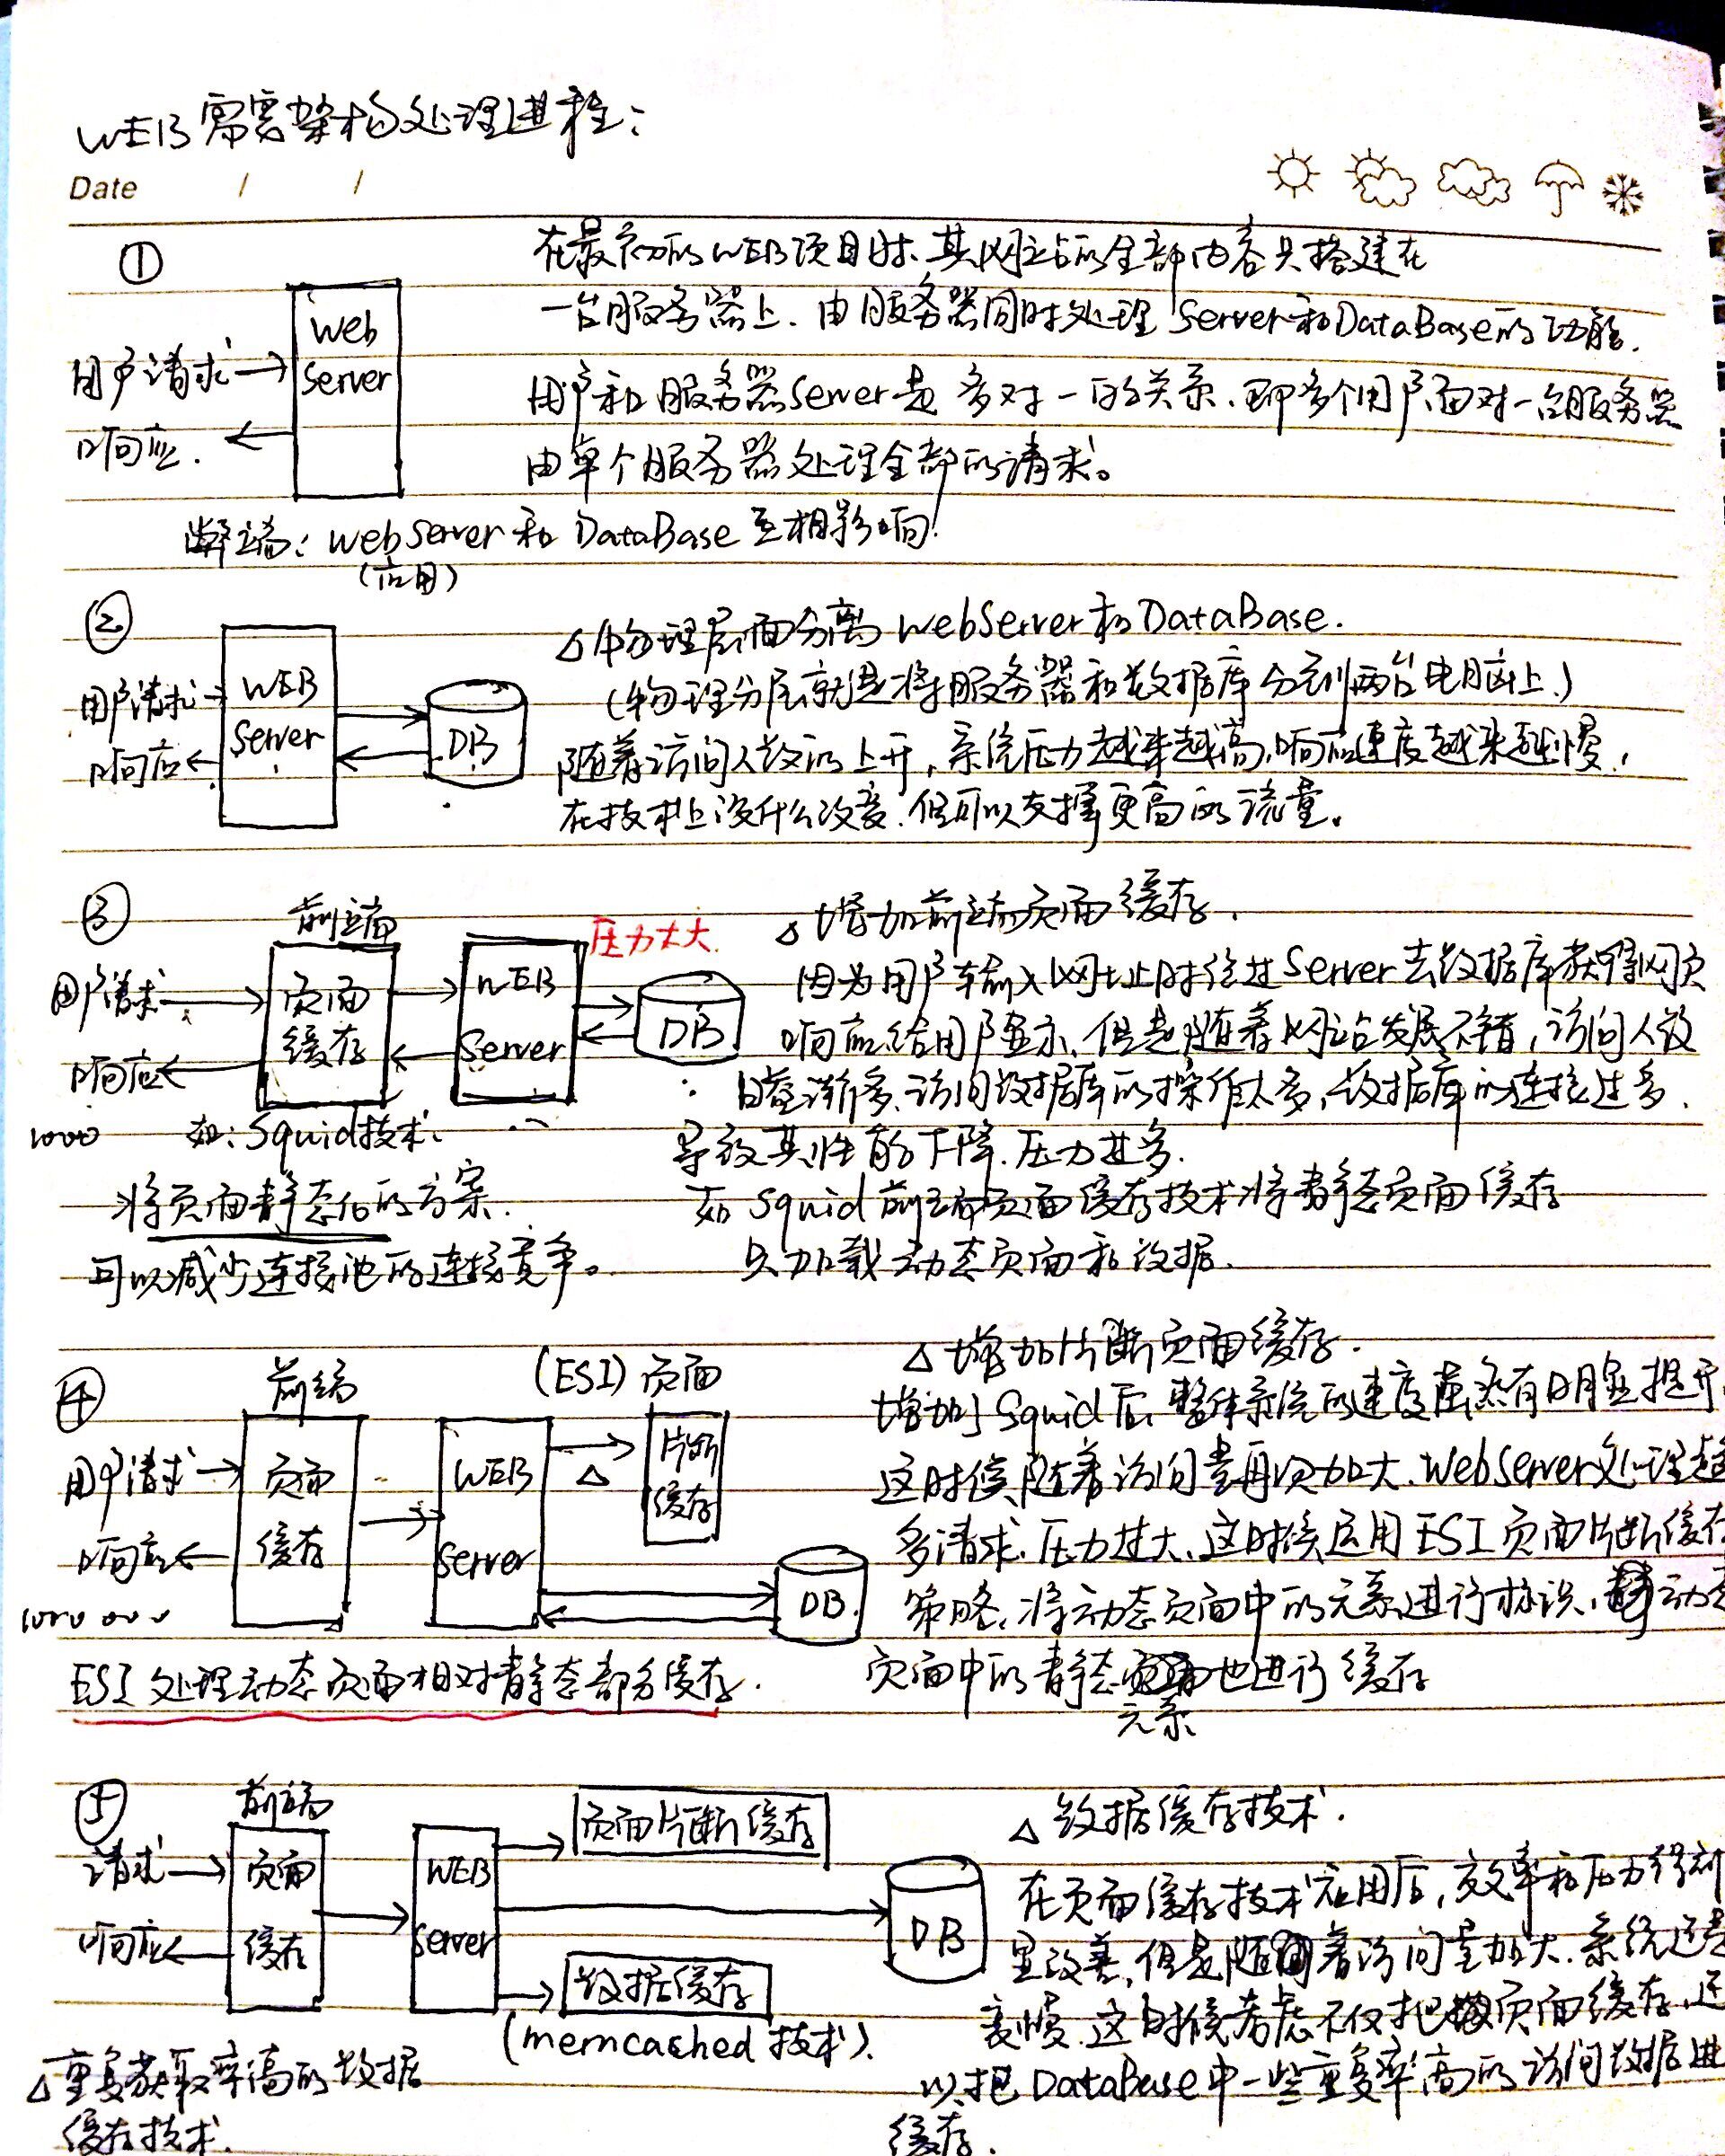 WEB需要架构处理进程：
Date / /
①
在最初的WEB项目时、其网站的全部内容只搭建在
一台服务器上．由服务器同时处理 Server和DataBase的功能．
用户和服务器Server是 多对一的关系、即多个用户面对一台服务器
由单个服务器处理全部的请求。
Web
Server
用户请求
响应．
弊端：WebServer和 DataBase 互相影响．
（应用）
②
用户请求
响应
WEB
Server
DB
△物理层面分离 WebServer和DataBase.
（物理分层就是将服务器和数据库分到两台电脑上．）
随着访问人数的上升，系统压力越来越高，响应速度越来越慢，
在技术上没什么改变．但可以支撑更高的流量。
③
前端
用户请求
响应
页面
缓存
WEB
Server
压力太大．
DB
如：Squid技术．
将页面静态化的方案．
可以减少连接池的连接竞争。
△增加前端页面缓存．
因为用户输入网址时经过Server去数据库获得网页
响应给用户显示、但是随着网站发展不错，访问人数
日益渐多、访问数据库的操作太多，数据库的连接过多．
导致其性能下降．压力过多．
如 Squid 前端页面缓存技术将静态页面缓存
只加载动态页面和数据．
④
前端
（ESI）页面
用户请求
响应
页面
缓存
WEB
Server
△
片断
缓存
DB
ESI 处理动态页面相对静态部分缓存．
△增加片断页面缓存．
增加了Squid后、整体系统的速度虽然有明显提升
这时候随着访问量再次加大．WebServer处理
多请求．压力过大、这时候运用ESI页面片断缓存
策略，将动态页面中的元素进行标识，动态
页面中的静态元素也进行缓存
⑤
前端
请求
响应
页面
缓存
WEB
Server
页面片断缓存
DB
数据缓存
（memcached 技术）．
△重复获取率高的数据
缓存技术．
△数据缓存技术．
在页面缓存技术应用后，效率和压力得到
改善，但是随着访问量加大．系统还是
变慢．这时候考虑不仅把页面缓存，还
以把DataBase中一些重复率高的访问数据进
缓存．